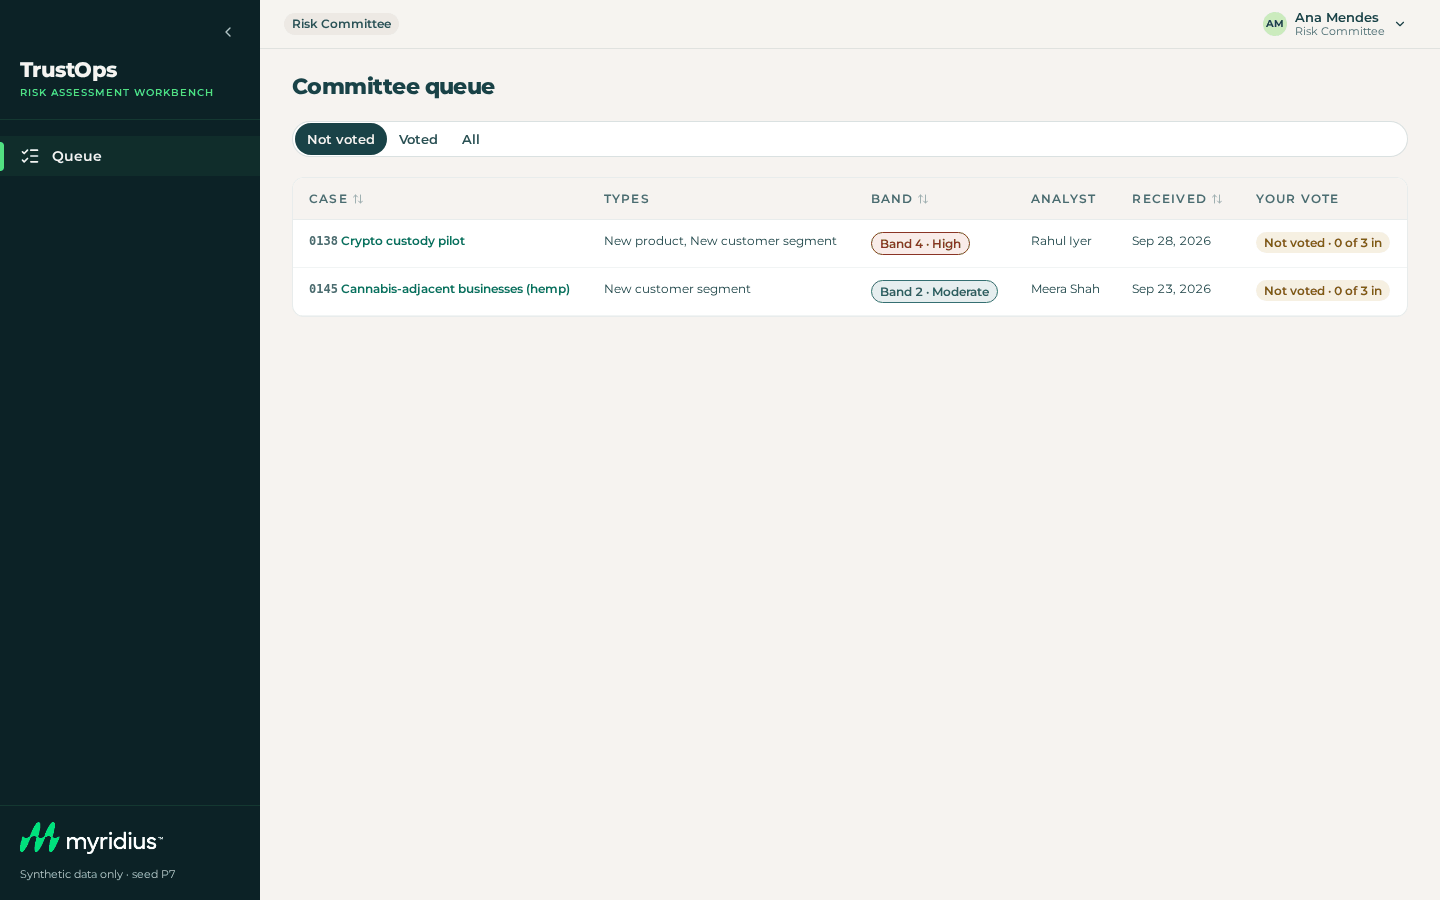 Risk Committee
AM
Ana Mendes
Risk Committee
TrustOps
RISK ASSESSMENT WORKBENCH
Queue
Committee queue
Not voted Voted All
CASE TYPES BAND ANALYST RECEIVED YOUR VOTE
0138 Crypto custody pilot New product, New customer segment Band 4 · High Rahul Iyer Sep 28, 2026 Not voted · 0 of 3 in
0145 Cannabis-adjacent businesses (hemp) New customer segment Band 2 · Moderate Meera Shah Sep 23, 2026 Not voted · 0 of 3 in
myridius™
Synthetic data only · seed P7